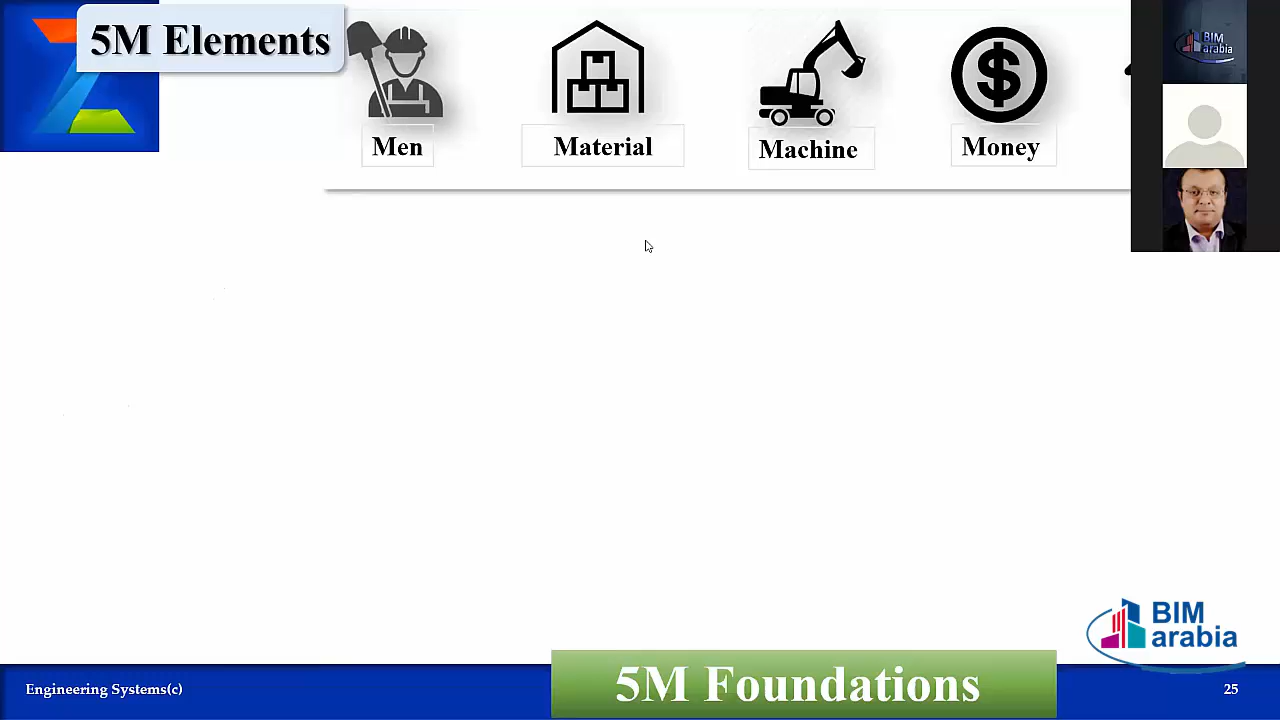 5M Elements
Men
Material
Machine
Money
BIM
arabia
BIM
arabia
Engineering Systems(c)
5M Foundations
25